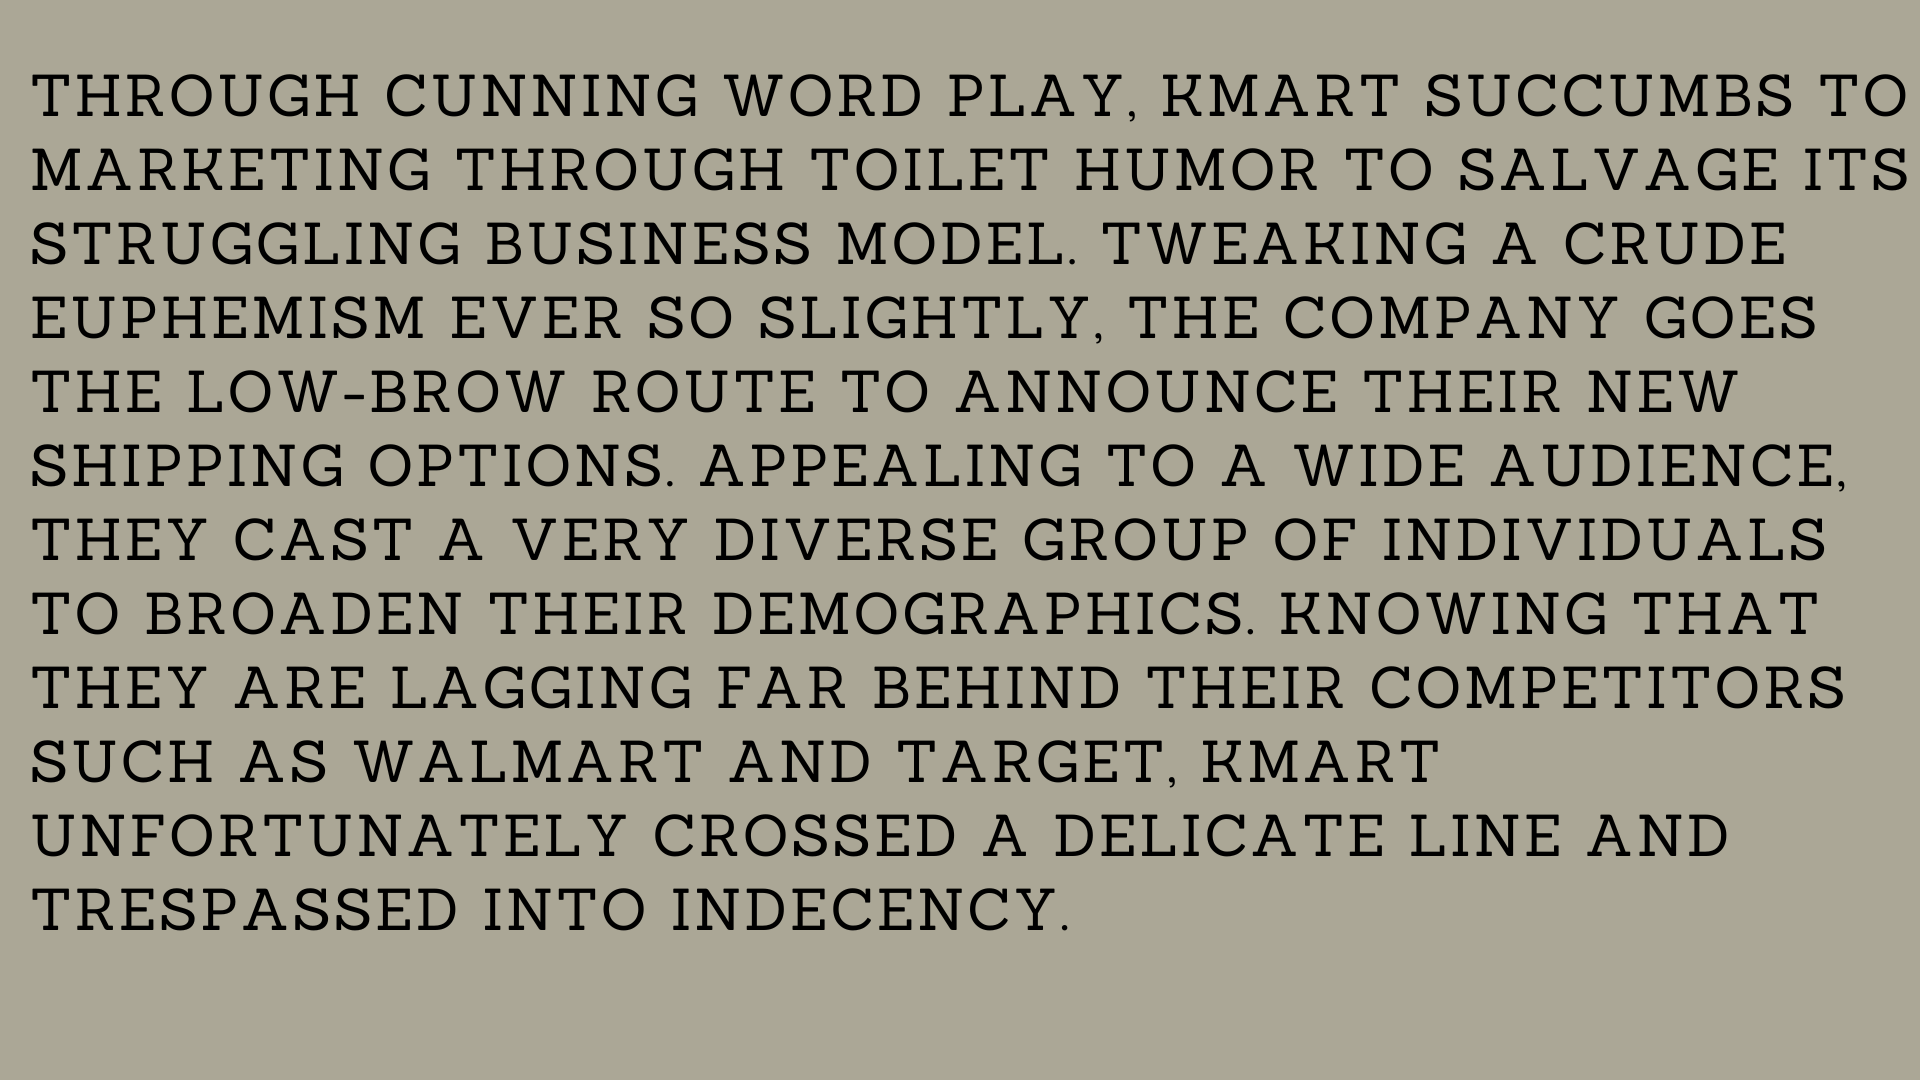 THROUGH CUNNING WORD PLAY, KMART SUCCUMBS TO
MARKETING THROUGH TOILET HUMOR TO SALVAGE ITS
STRUGGLING BUSINESS MODEL. TWEAKING A CRUDE
EUPHEMISM EVER SO SLIGHTLY, THE COMPANY GOES
THE LOW-BROW ROUTE TO ANNOUNCE THEIR NEW
SHIPPING OPTIONS. APPEALING TO A WIDE AUDIENCE,
THEY CAST A VERY DIVERSE GROUP OF INDIVIDUALS
TO BROADEN THEIR DEMOGRAPHICS. KNOWING THAT
THEY ARE LAGGING FAR BEHIND THEIR COMPETITORS
SUCH AS WALMART AND TARGET, KMART
UNFORTUNATELY CROSSED A DELICATE LINE AND
TRESPASSED INTO INDECENCY.